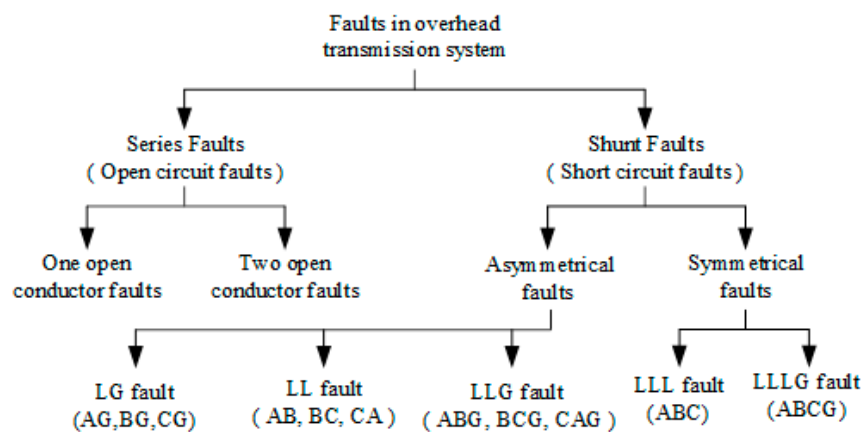 Faults in overhead
transmission system
Series Faults
( Open circuit faults )
Shunt Faults
( Short circuit faults )
One open
conductor faults
Two open
conductor faults
Asymmetrical
faults
Symmetrical
faults
LG fault
(AG,BG,CG)
LL fault
( AB, BC, CA )
LLG fault
( ABG, BCG, CAG )
LLL fault
(ABC)
LLLG fault
(ABCG)